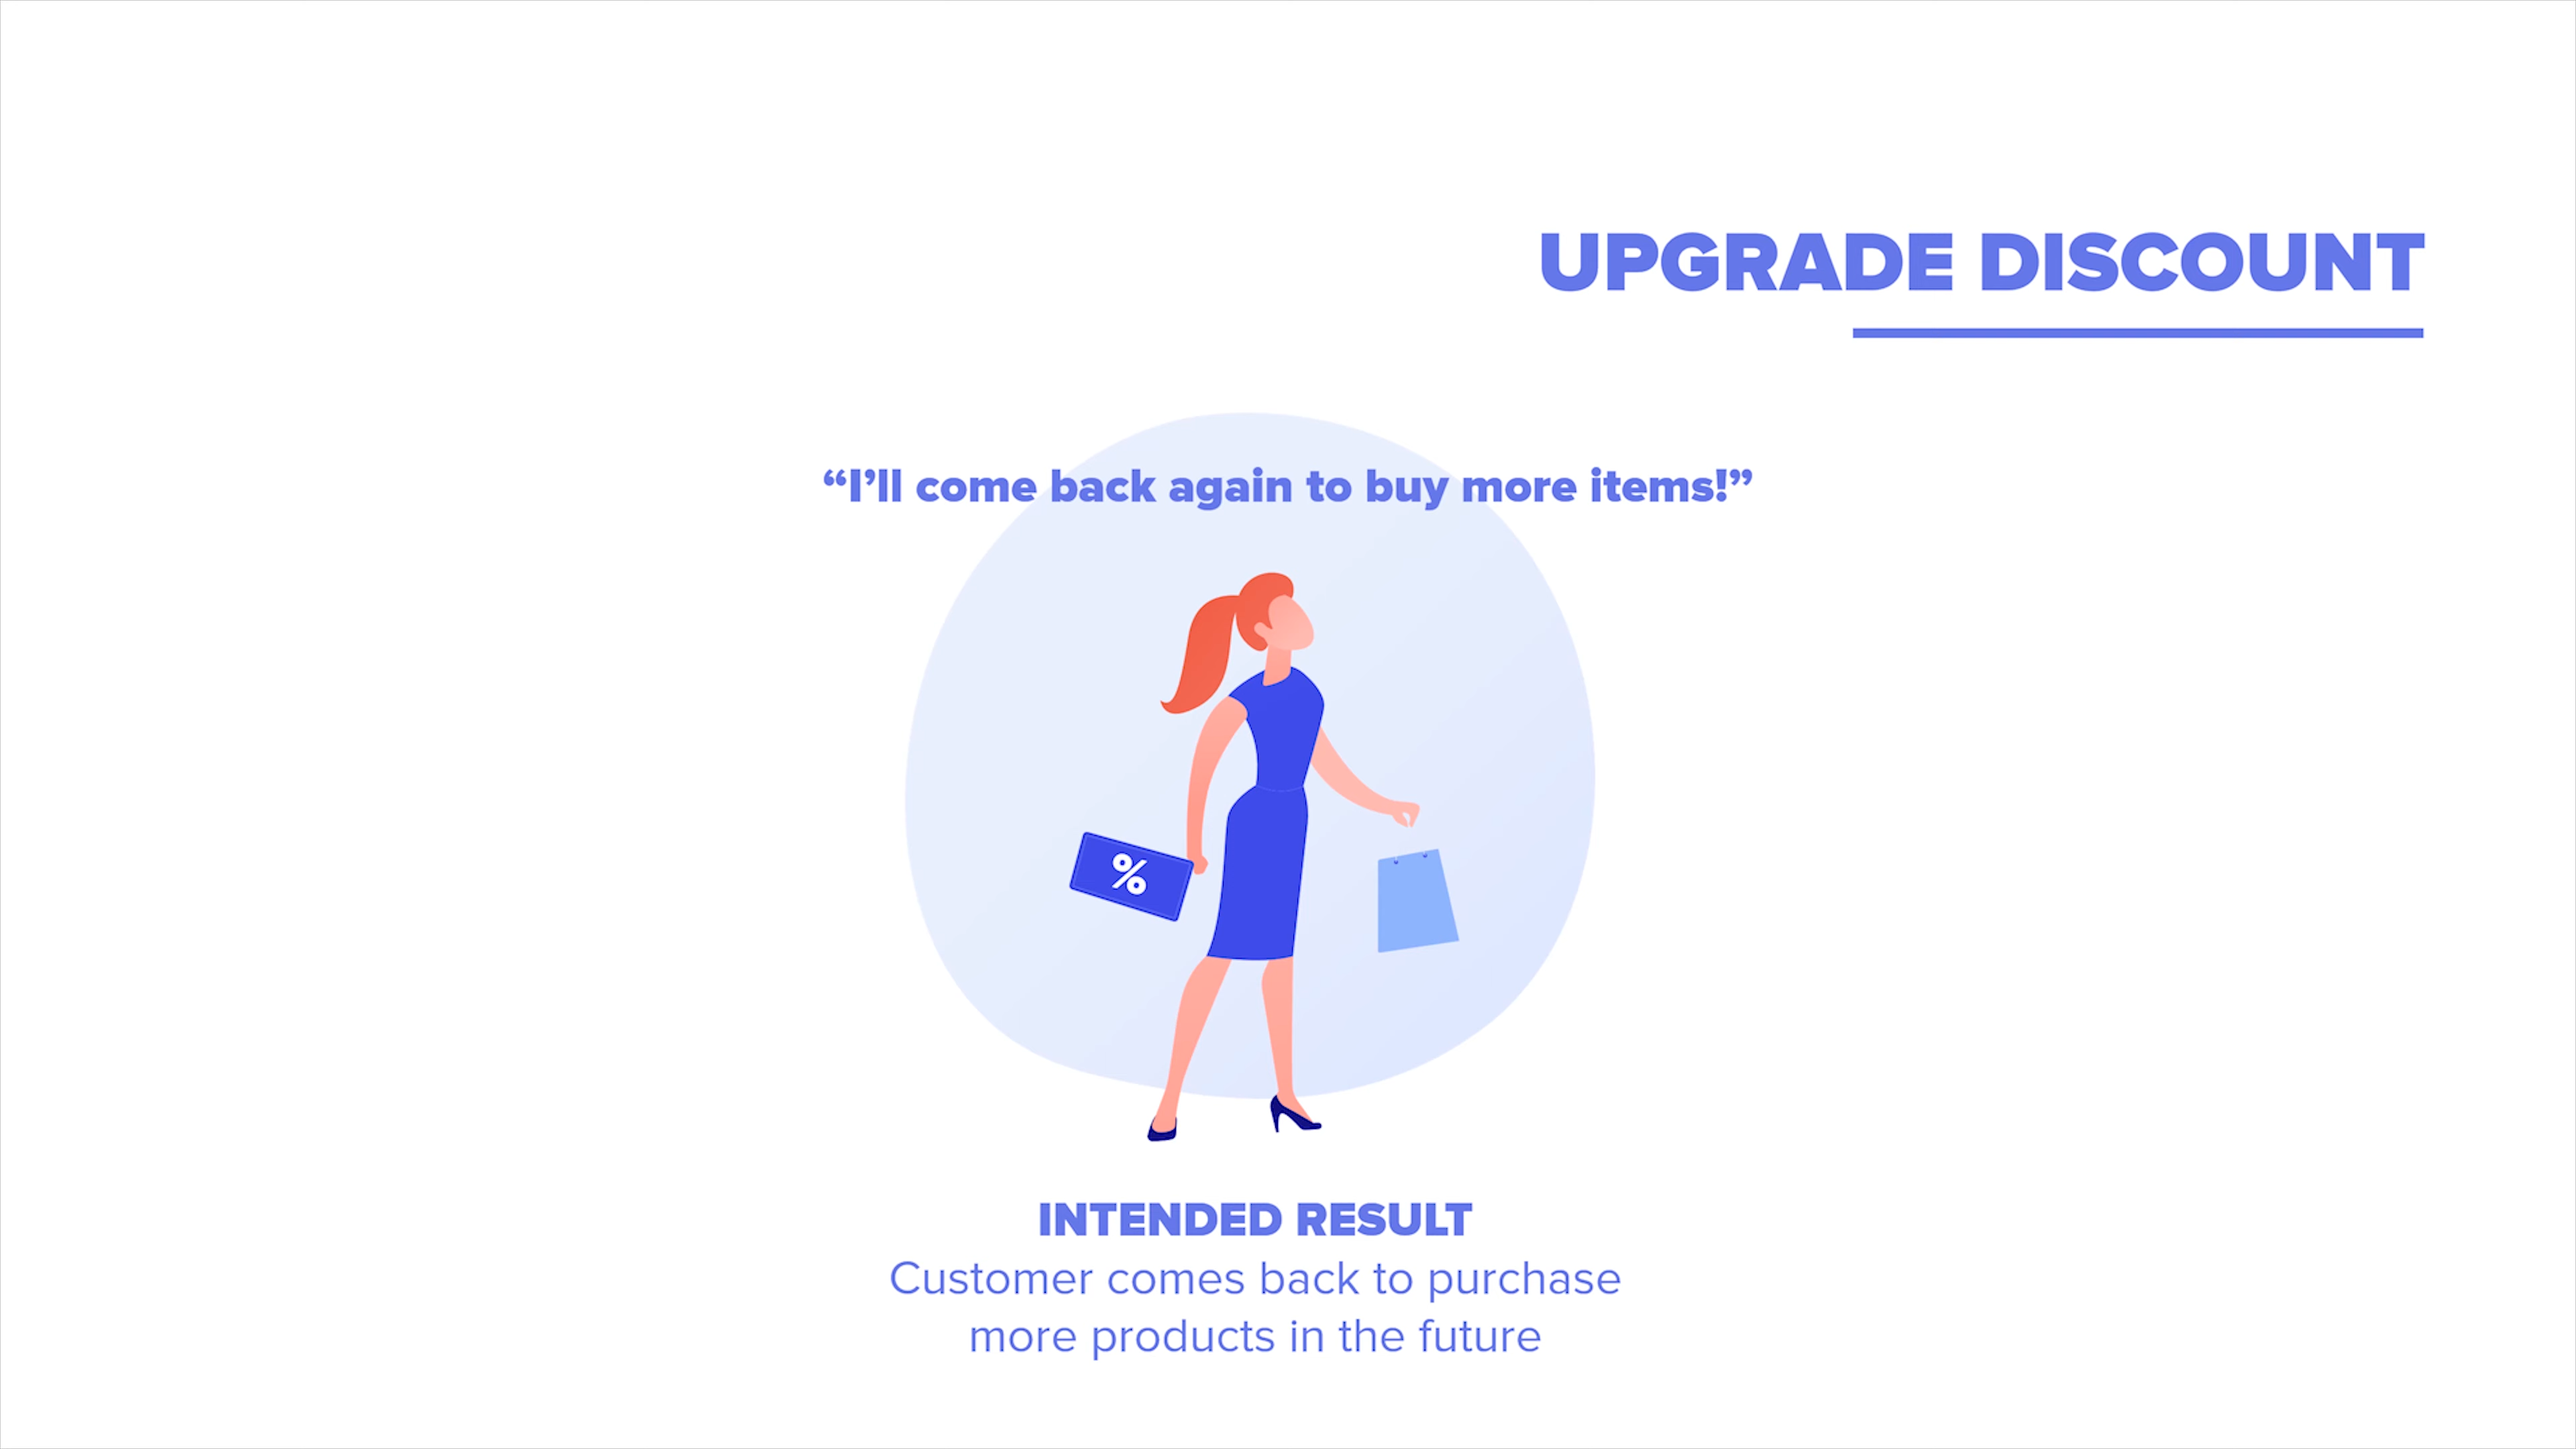 UPGRADE DISCOUNT
“I’ll come back again to buy more items!”
%
INTENDED RESULT
Customer comes back to purchase
more products in the future